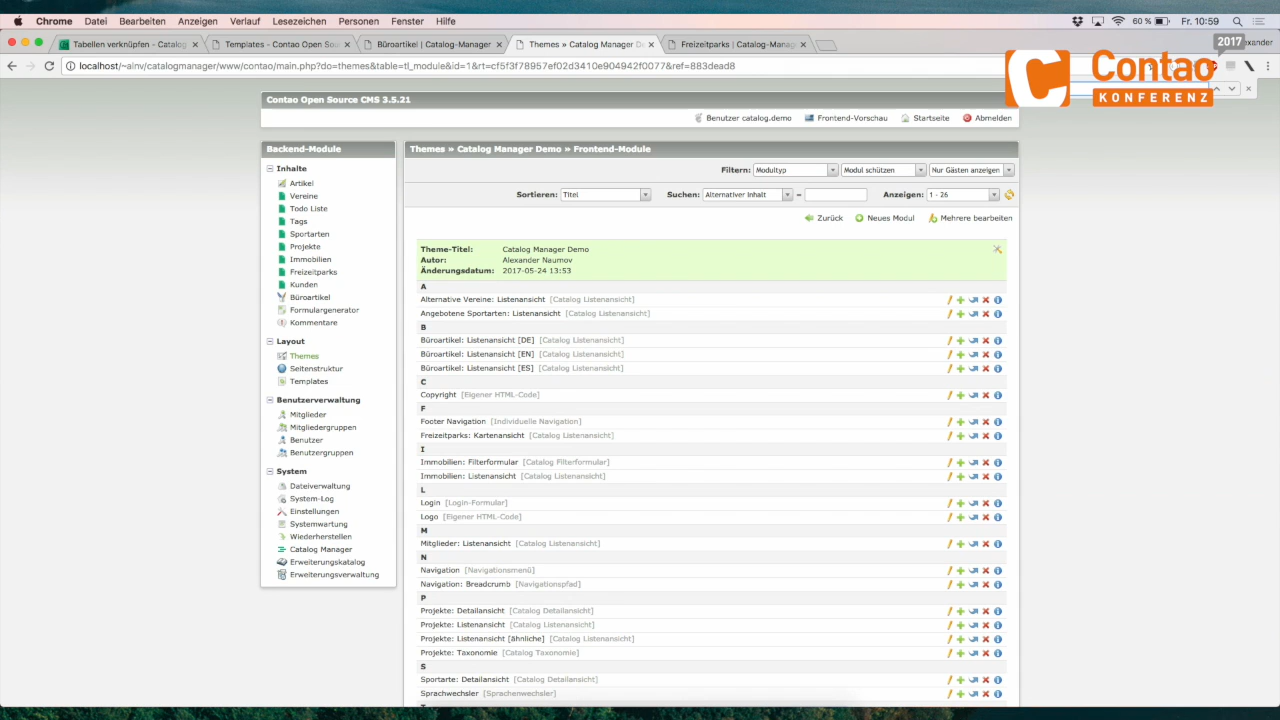 Chrome Datei Bearbeiten Anzeigen Verlauf Lesezeichen Personen Fenster Hilfe 60 % Fr. 10:59
Tabellen verknüpfen - Catalog Templates - Contao Open Sou Büroartikel | Catalog-Manager Themes » Catalog Manager D Freizeitparks | Catalog-Manag
2017
localhost/~alnv/catalogmanager/www/contao/main.php?do=themes&table=tl_module&id=1&rt=cf5f3f78957ef02d3410e904942f0077&ref=883dead8
Contao
KONFERENZ
Contao Open Source CMS 3.5.21
Benutzer catalog.demo Frontend-Vorschau Startseite Abmelden
Backend-Module
Inhalte
Artikel
Vereine
Todo Liste
Tags
Sportarten
Projekte
Immobilien
Freizeitparks
Kunden
Büroartikel
Formulargenerator
Kommentare
Layout
Themes
Seitenstruktur
Templates
Benutzerverwaltung
Mitglieder
Mitgliedergruppen
Benutzer
Benutzergruppen
System
Dateiverwaltung
System-Log
Einstellungen
Systemwartung
Wiederherstellen
Catalog Manager
Erweiterungskatalog
Erweiterungsverwaltung
Themes » Catalog Manager Demo » Frontend-Module
Filtern: Modultyp Modul schützen Nur Gästen anzeigen
Sortieren: Titel Suchen: Alternativer Inhalt = Anzeigen: 1 - 26
Zurück Neues Modul Mehrere bearbeiten
Theme-Titel: Catalog Manager Demo
Autor: Alexander Naumov
Änderungsdatum: 2017-05-24 13:53
A
Alternative Vereine: Listenansicht [Catalog Listenansicht]
Angebotene Sportarten: Listenansicht [Catalog Listenansicht]
B
Büroartikel: Listenansicht [DE] [Catalog Listenansicht]
Büroartikel: Listenansicht [EN] [Catalog Listenansicht]
Büroartikel: Listenansicht [ES] [Catalog Listenansicht]
C
Copyright [Eigener HTML-Code]
F
Footer Navigation [Individuelle Navigation]
Freizeitparks: Kartenansicht [Catalog Listenansicht]
I
Immobilien: Filterformular [Catalog Filterformular]
Immobilien: Listenansicht [Catalog Listenansicht]
L
Login [Login-Formular]
Logo [Eigener HTML-Code]
M
Mitglieder: Listenansicht [Catalog Listenansicht]
N
Navigation [Navigationsmenü]
Navigation: Breadcrumb [Navigationspfad]
P
Projekte: Detailansicht [Catalog Detailansicht]
Projekte: Listenansicht [Catalog Listenansicht]
Projekte: Listenansicht [ähnliche] [Catalog Listenansicht]
Projekte: Taxonomie [Catalog Taxonomie]
S
Sportarte: Detailansicht [Catalog Detailansicht]
Sprachwechsler [Sprachenwechsler]